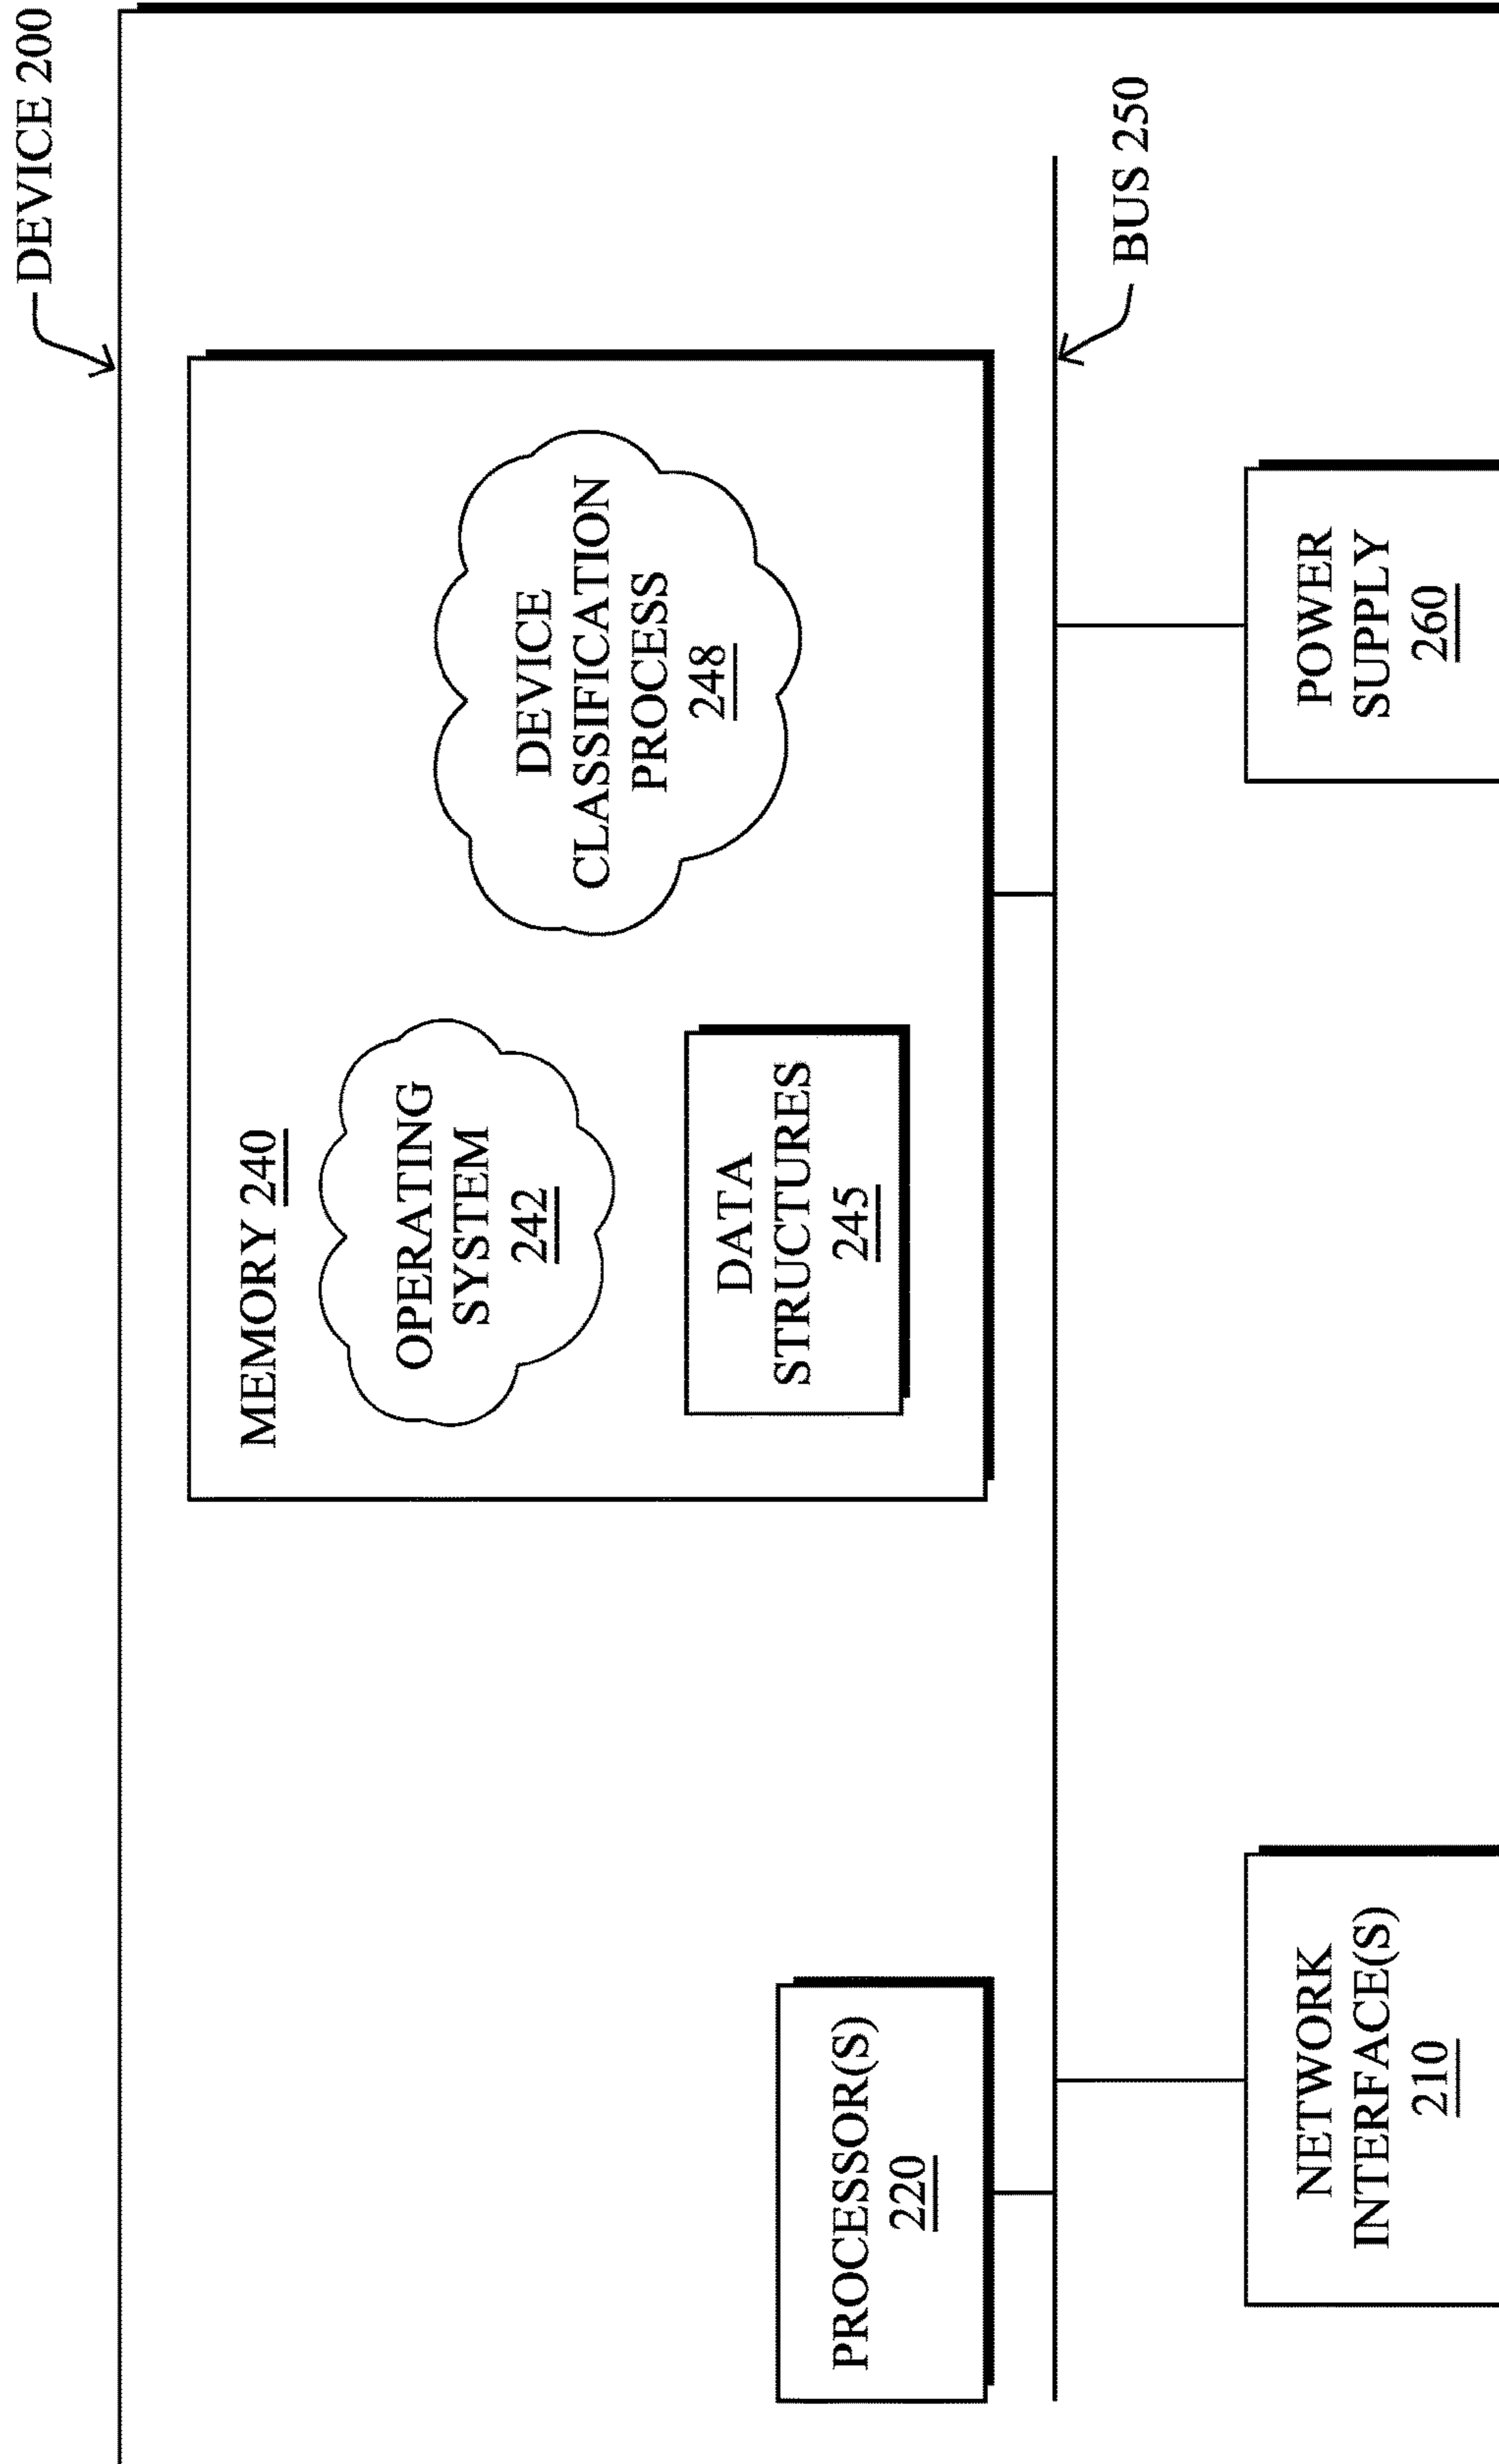 DEVICE 200
MEMORY 240
OPERATING
SYSTEM
242
DATA
STRUCTURES
245
DEVICE
CLASSIFICATION
PROCESS
248
PROCESSOR(S)
220
BUS 250
NETWORK
INTERFACE(S)
210
POWER
SUPPLY
260